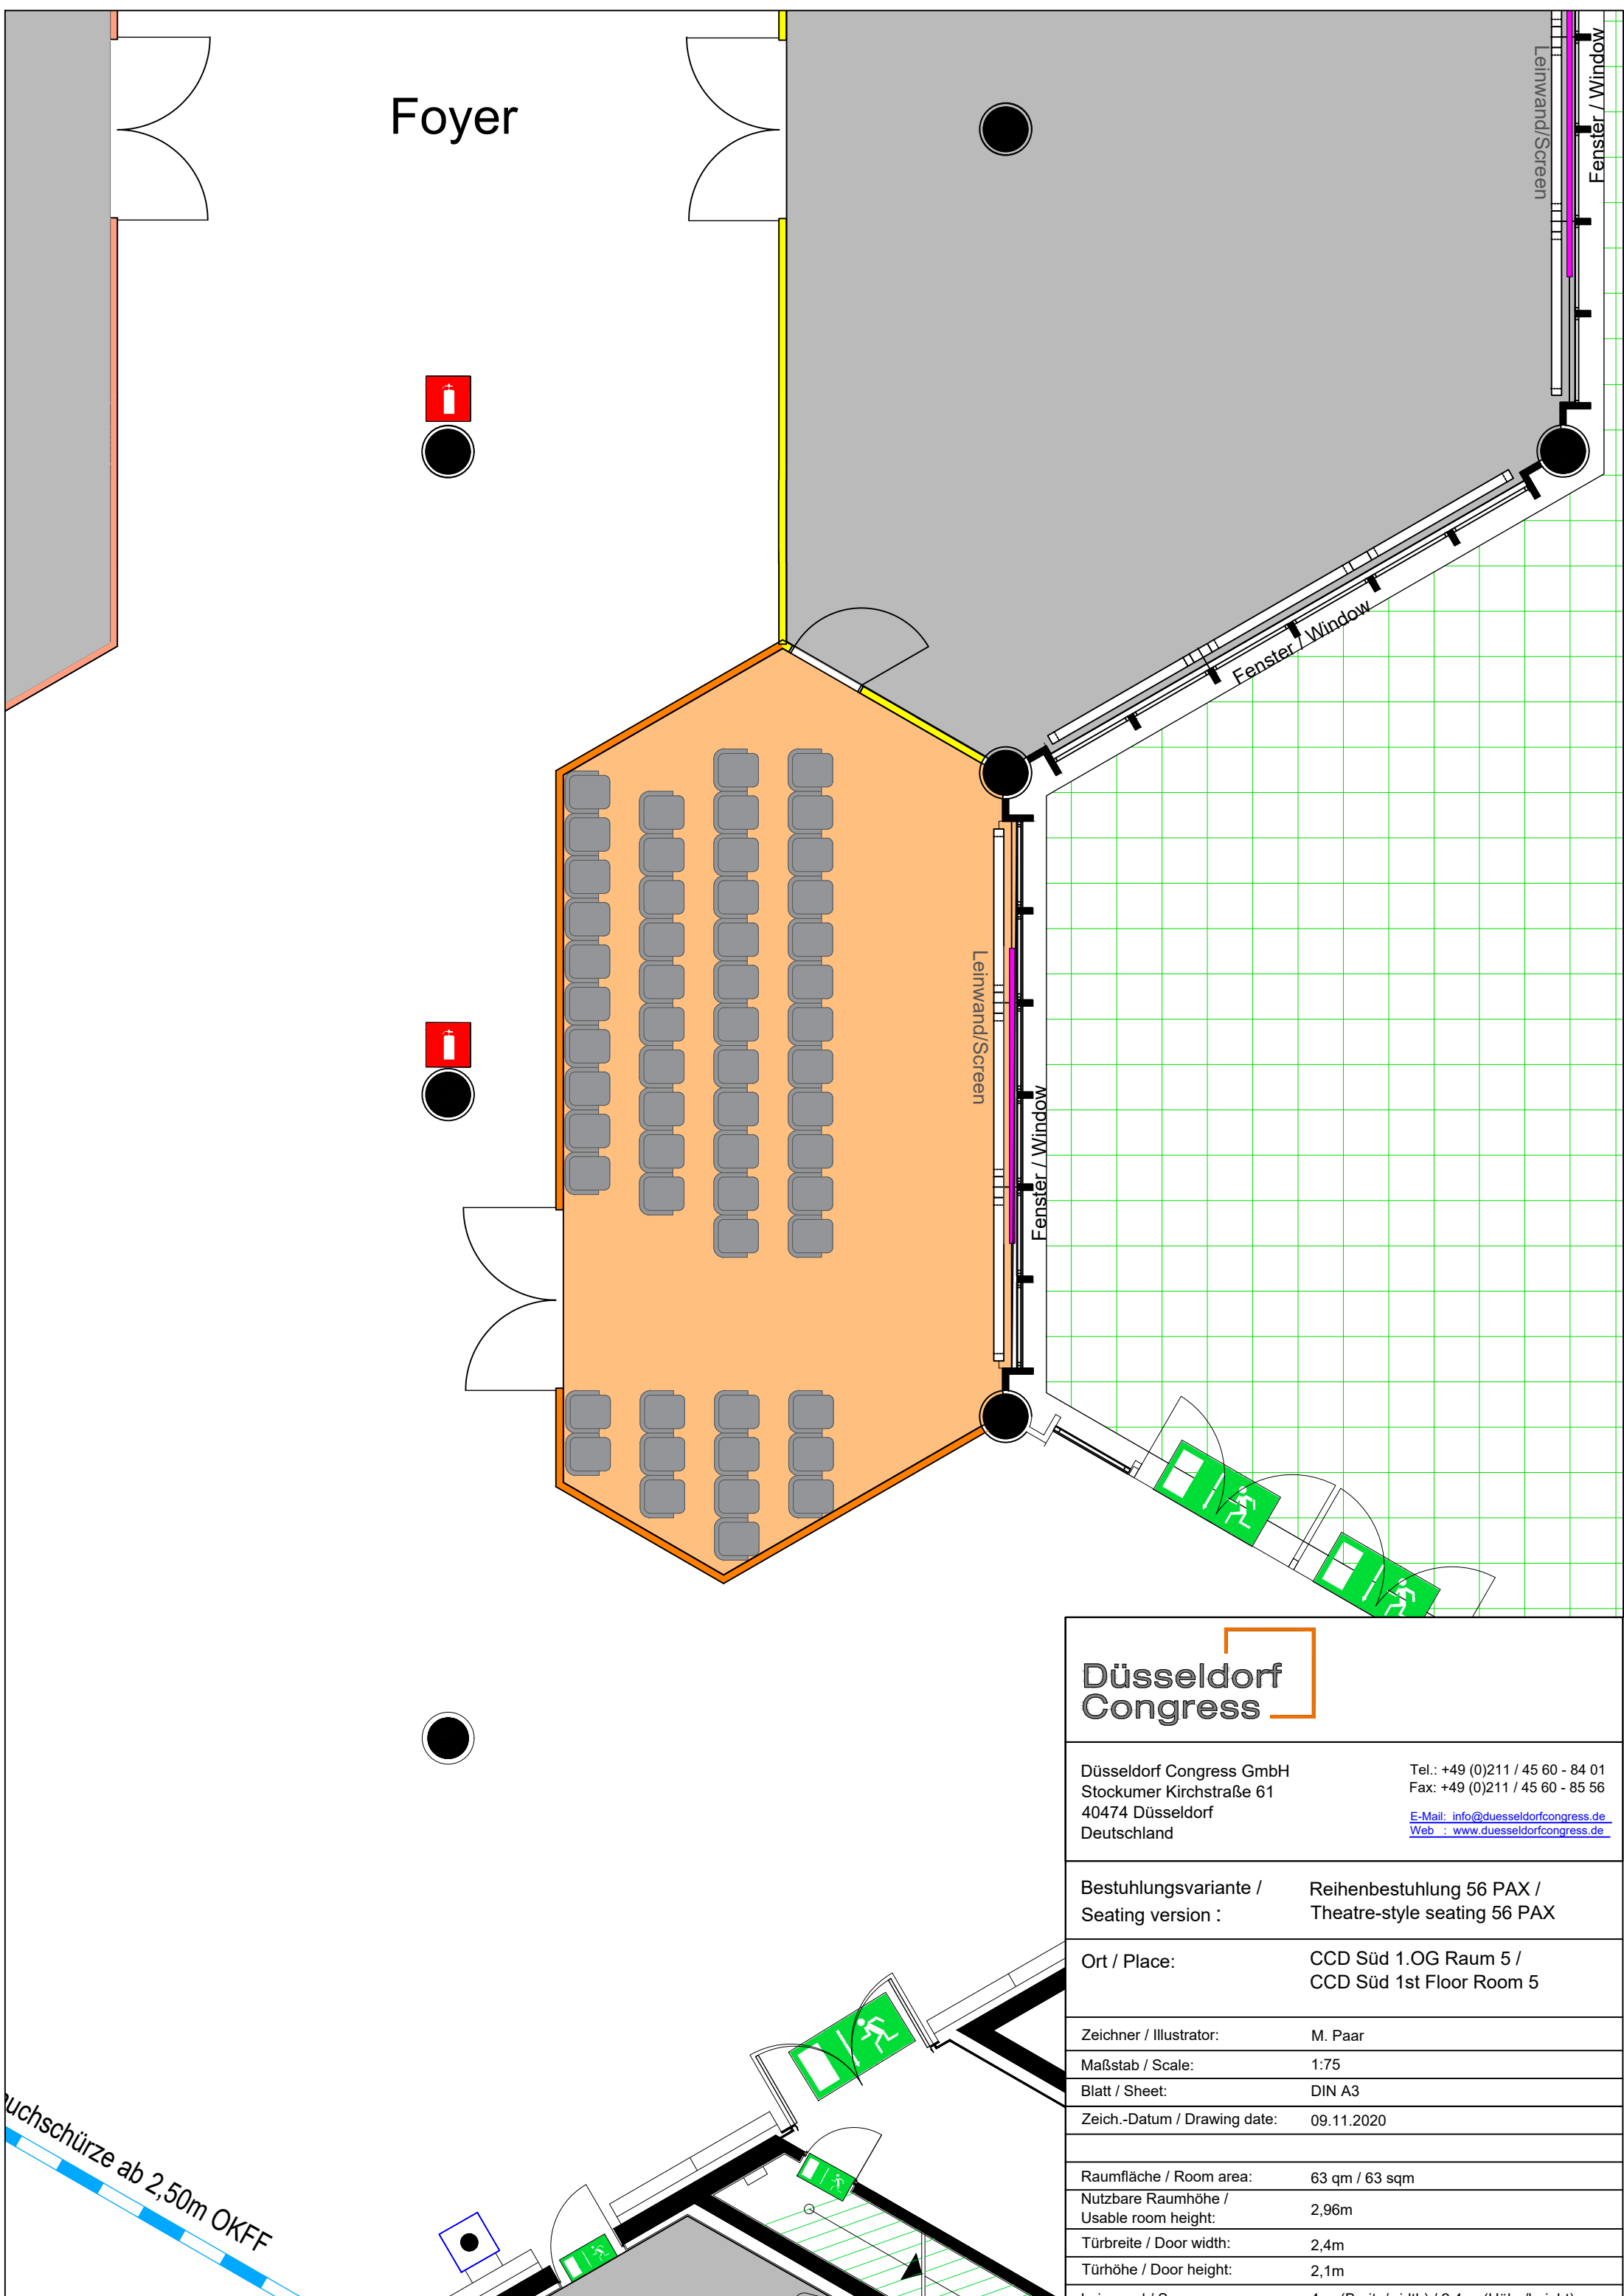 Foyer
Leinwand/Screen
Fenster / Window
Fenster / Window
Leinwand/Screen
Fenster / Window
Düsseldorf
Congress
Düsseldorf Congress GmbH
Stockumer Kirchstraße 61
40474 Düsseldorf
Deutschland
Tel.: +49 (0)211 / 45 60 - 84 01
Fax: +49 (0)211 / 45 60 - 85 56
E-Mail: info@duesseldorfcongress.de
Web : www.duesseldorfcongress.de
Bestuhlungsvariante / Reihenbestuhlung 56 PAX /
Seating version : Theatre-style seating 56 PAX
Ort / Place: CCD Süd 1.OG Raum 5 /
CCD Süd 1st Floor Room 5
Zeichner / Illustrator: M. Paar
Maßstab / Scale: 1:75
Blatt / Sheet: DIN A3
Zeich.-Datum / Drawing date: 09.11.2020
Raumfläche / Room area: 63 qm / 63 sqm
Nutzbare Raumhöhe /
Usable room height: 2,96m
Türbreite / Door width: 2,4m
Türhöhe / Door height: 2,1m
uchschürze ab 2,50m OKFF